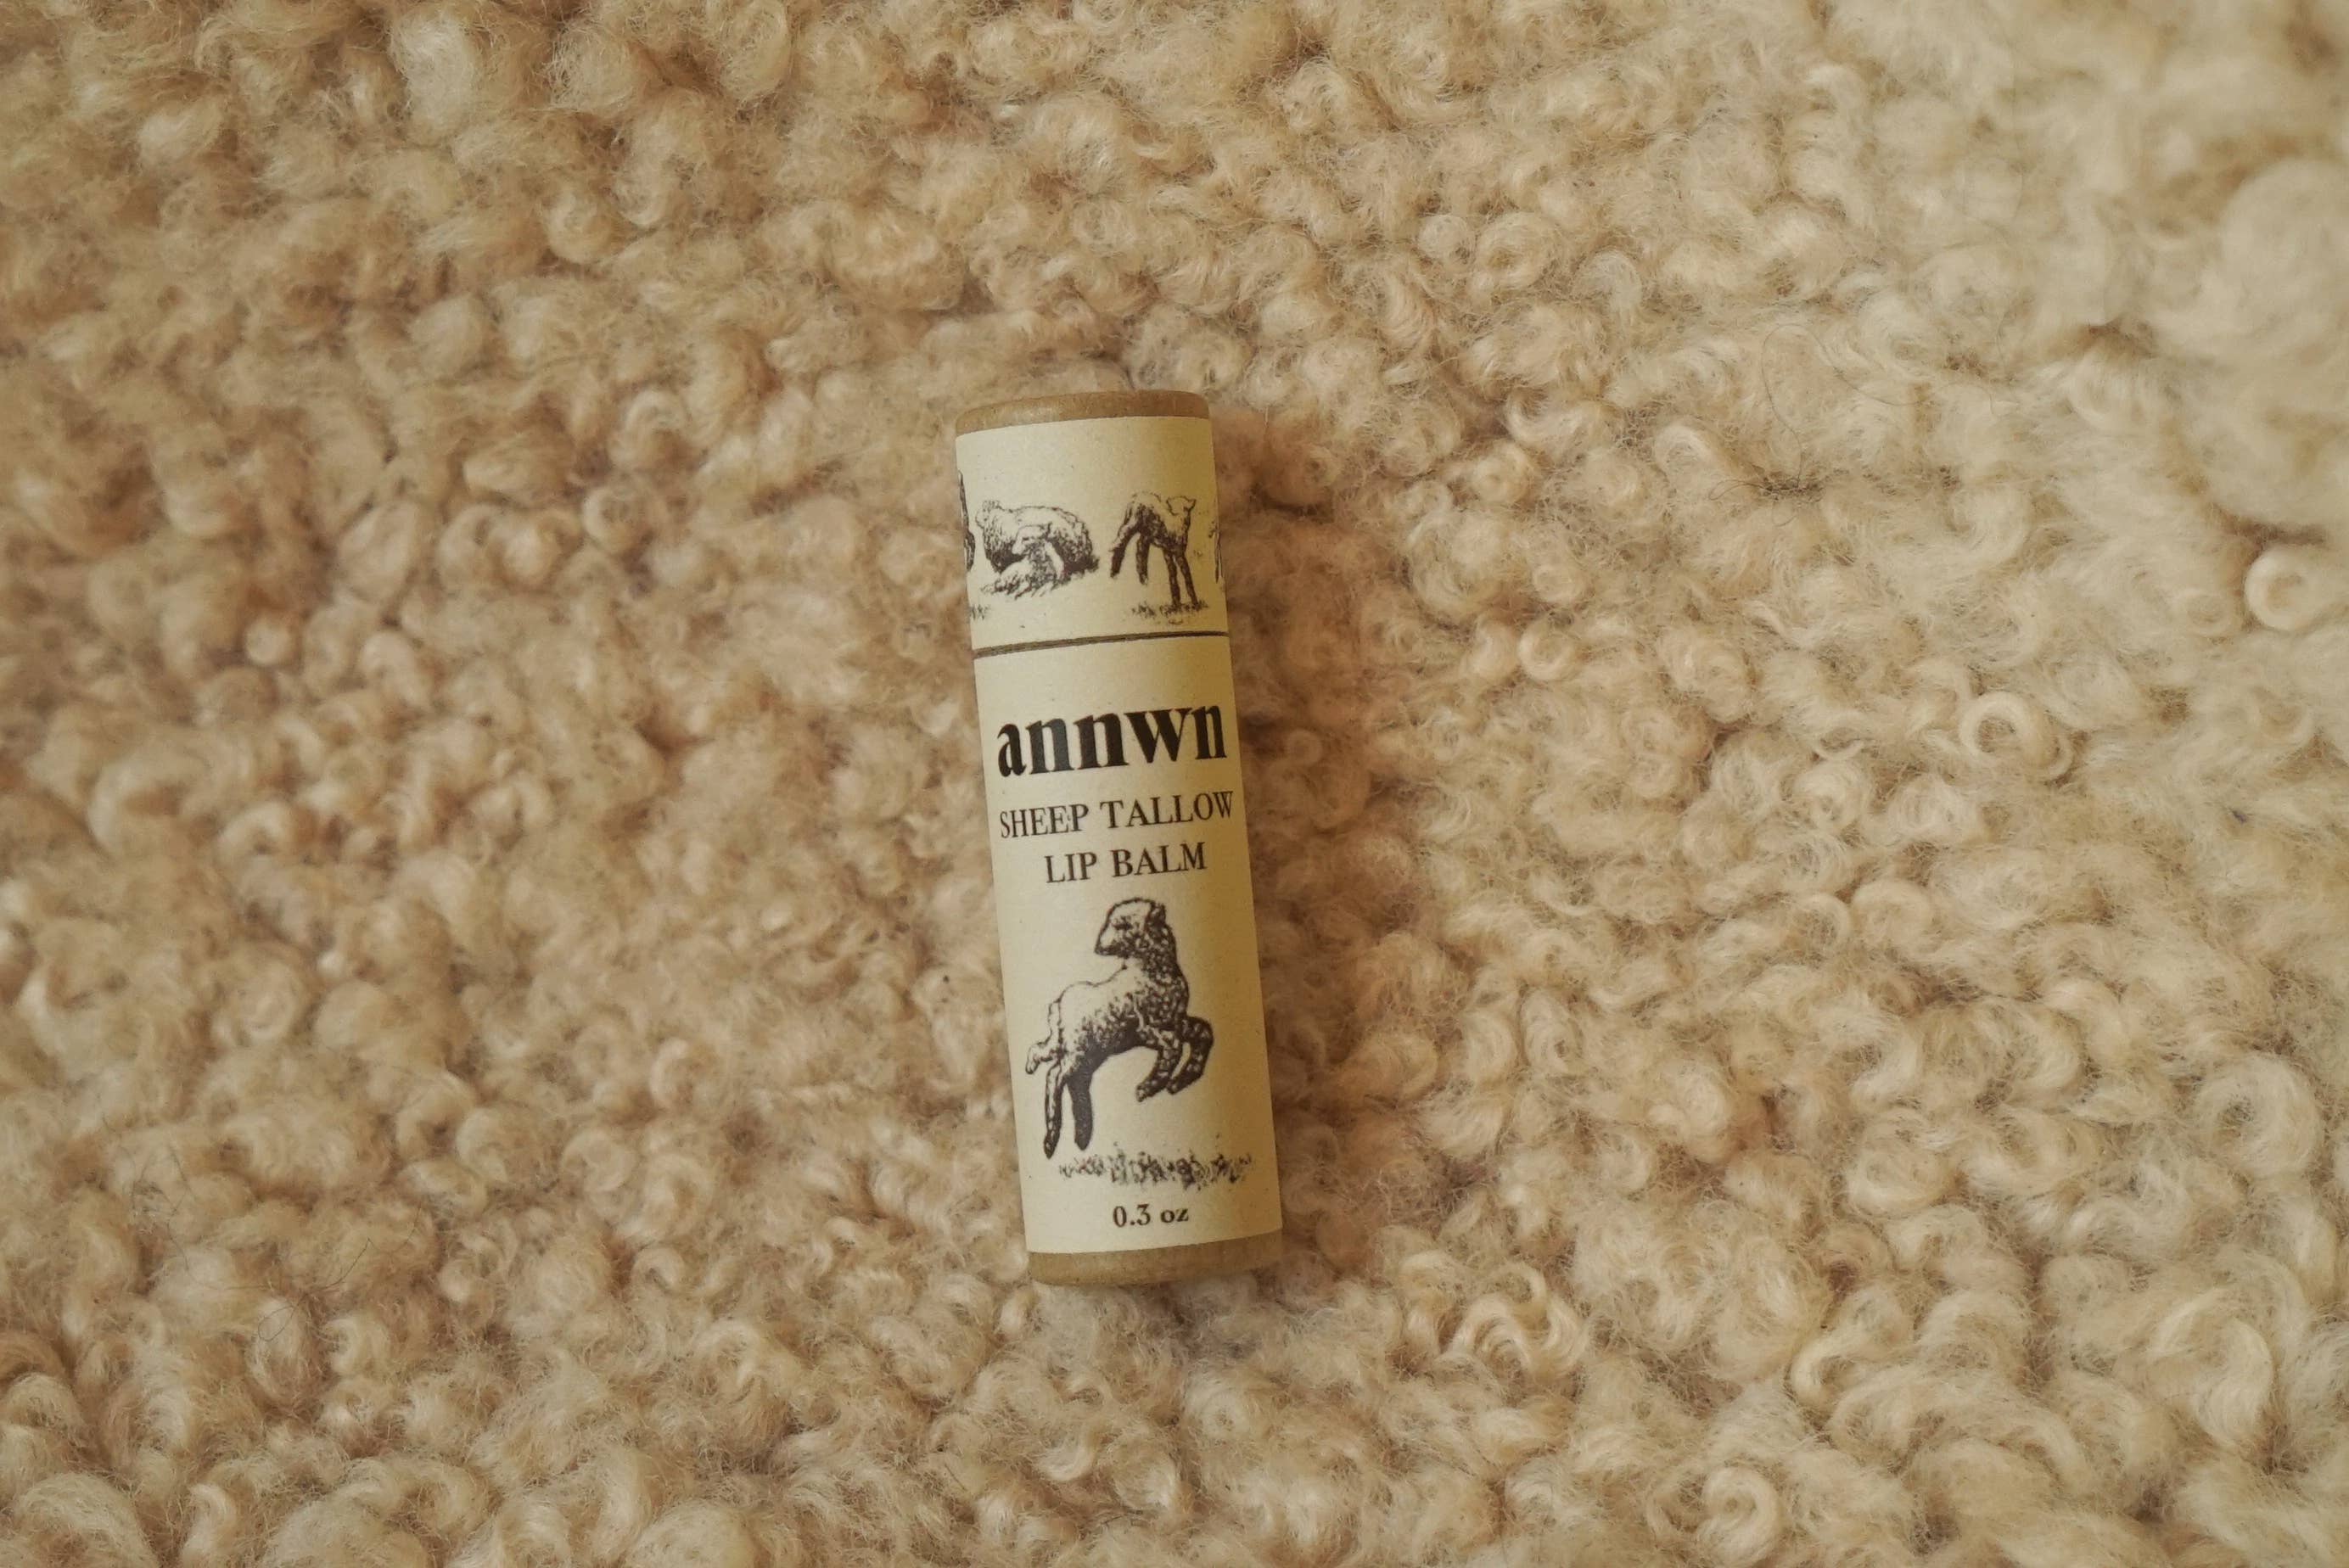 annwn
SHEEP TALLOW
LIP BALM
0.3 oz